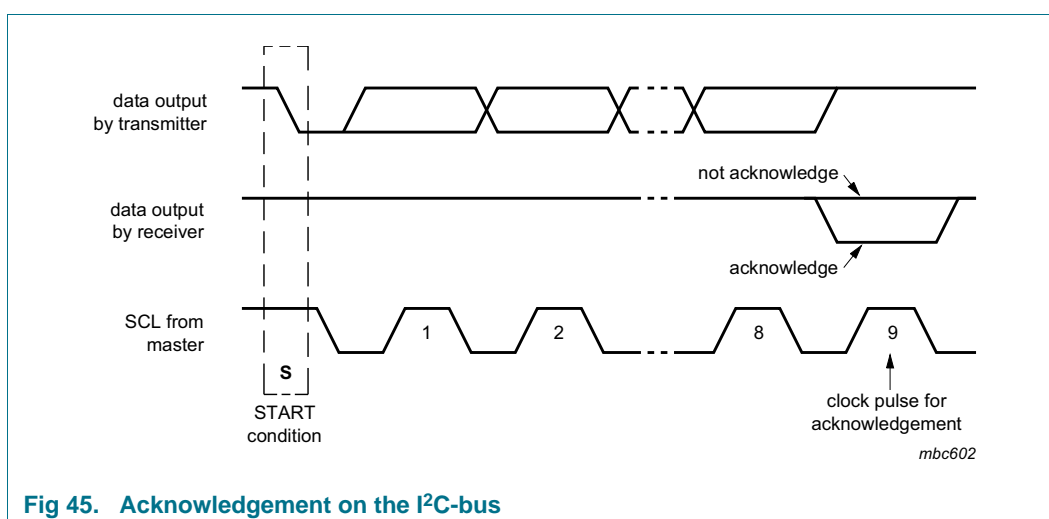 data output
by transmitter
not acknowledge
data output
by receiver
acknowledge
SCL from
master
1
2
8
9
S
START
condition
clock pulse for
acknowledgement
mbc602
Fig 45. Acknowledgement on the I²C-bus